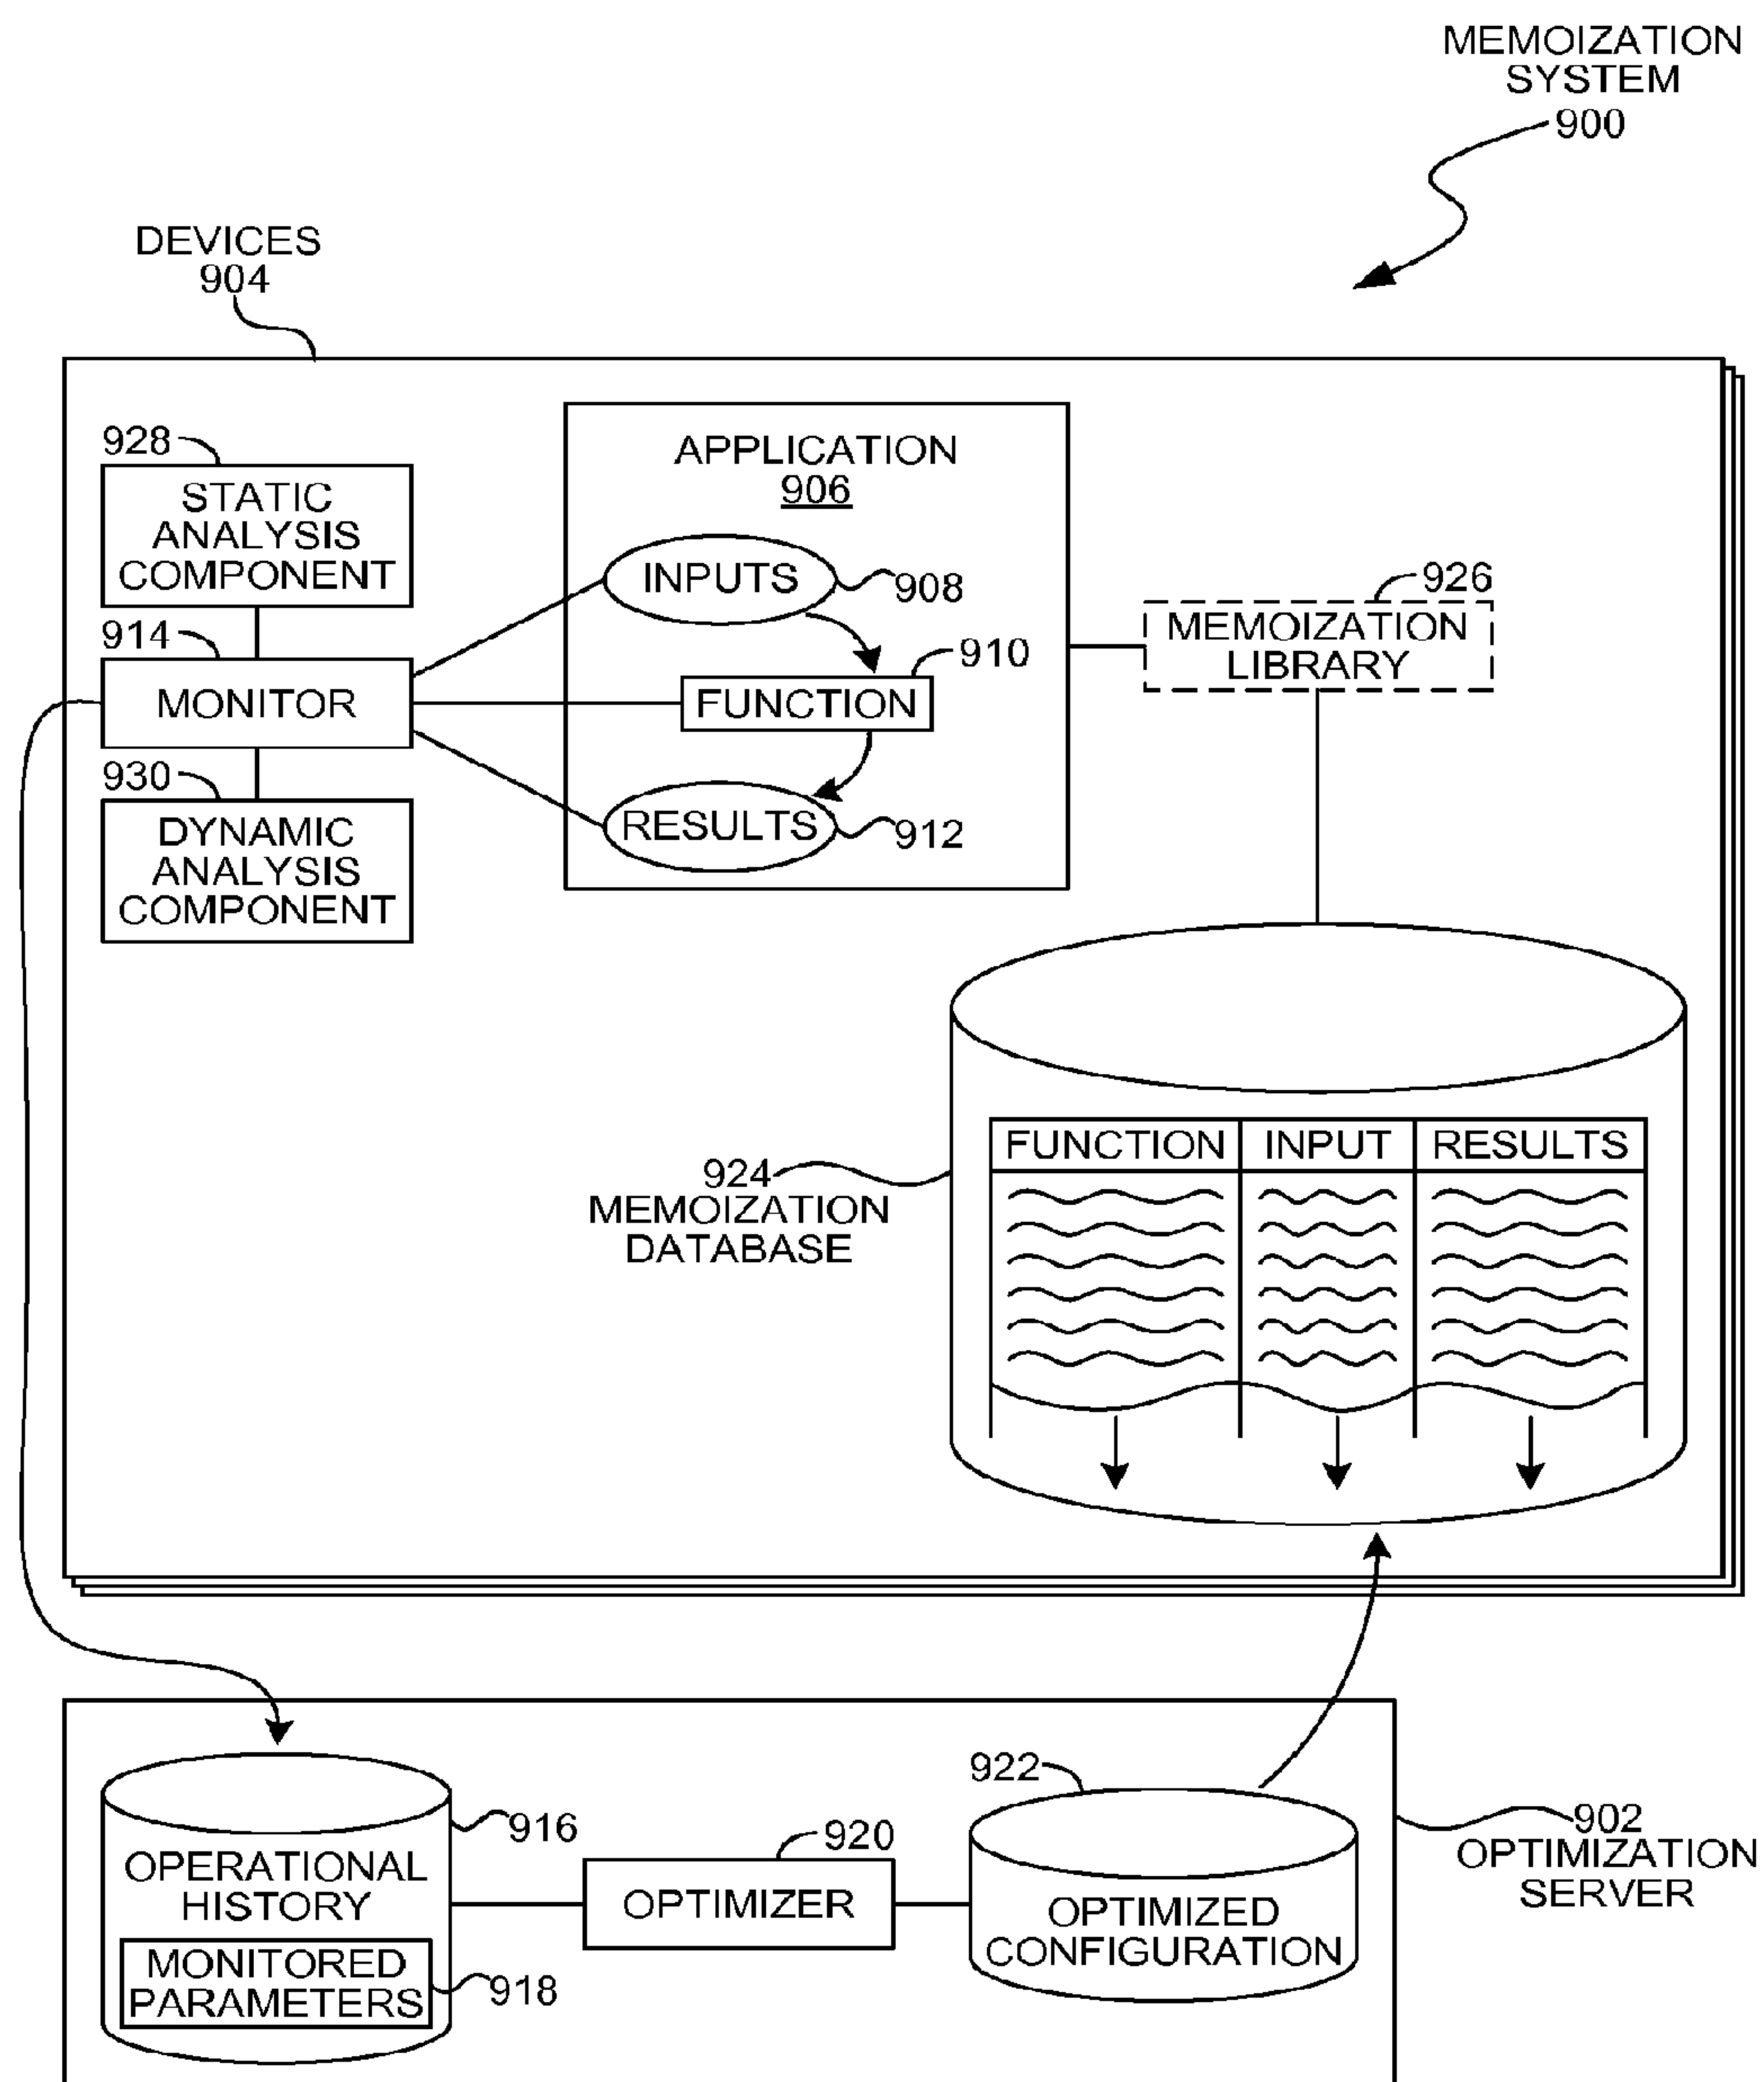 MEMOIZATION
SYSTEM
900
DEVICES
904
928
STATIC
ANALYSIS
COMPONENT
914
MONITOR
930
DYNAMIC
ANALYSIS
COMPONENT
APPLICATION
906
INPUTS
908
910
FUNCTION
RESULTS
912
926
MEMOIZATION
LIBRARY
924
MEMOIZATION
DATABASE
FUNCTION INPUT RESULTS
916
OPERATIONAL
HISTORY
MONITORED
PARAMETERS
918
920
OPTIMIZER
922
OPTIMIZED
CONFIGURATION
902
OPTIMIZATION
SERVER